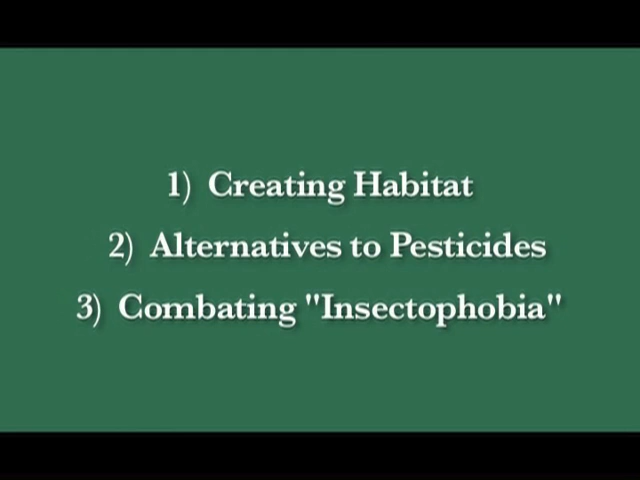 1) Creating Habitat
2) Alternatives to Pesticides
3) Combating "Insectophobia"